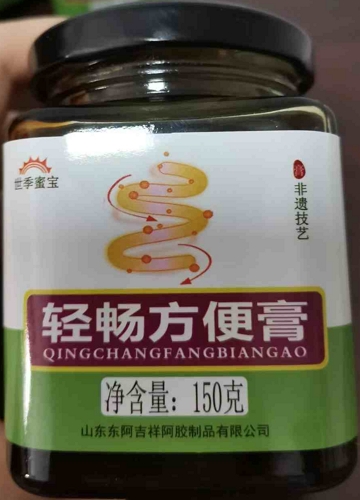 世季蜜宝
膏
非遗技艺
轻畅方便膏
QINGCHANGFANGBIANGAO
净含量：150克
山东东阿吉祥阿胶制品有限公司